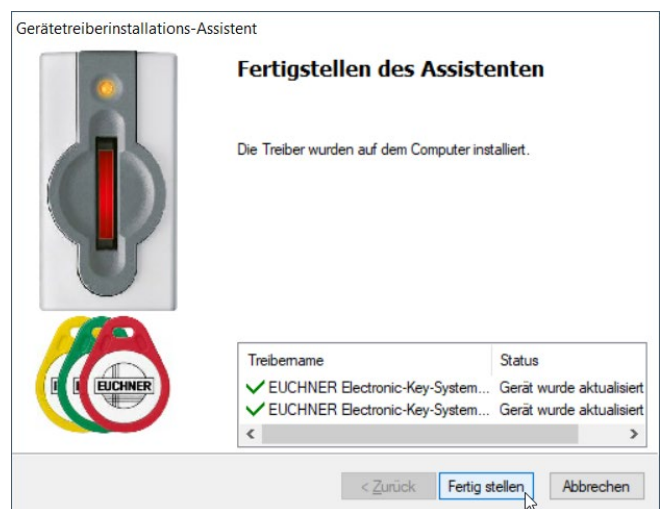 Gerätetreiberinstallations-Assistent
Fertigstellen des Assistenten
Die Treiber wurden auf dem Computer installiert.
EUCHNER
Treibername Status
EUCHNER Electronic-Key-System... Gerät wurde aktualisiert
EUCHNER Electronic-Key-System... Gerät wurde aktualisiert
< Zurück Fertig stellen Abbrechen